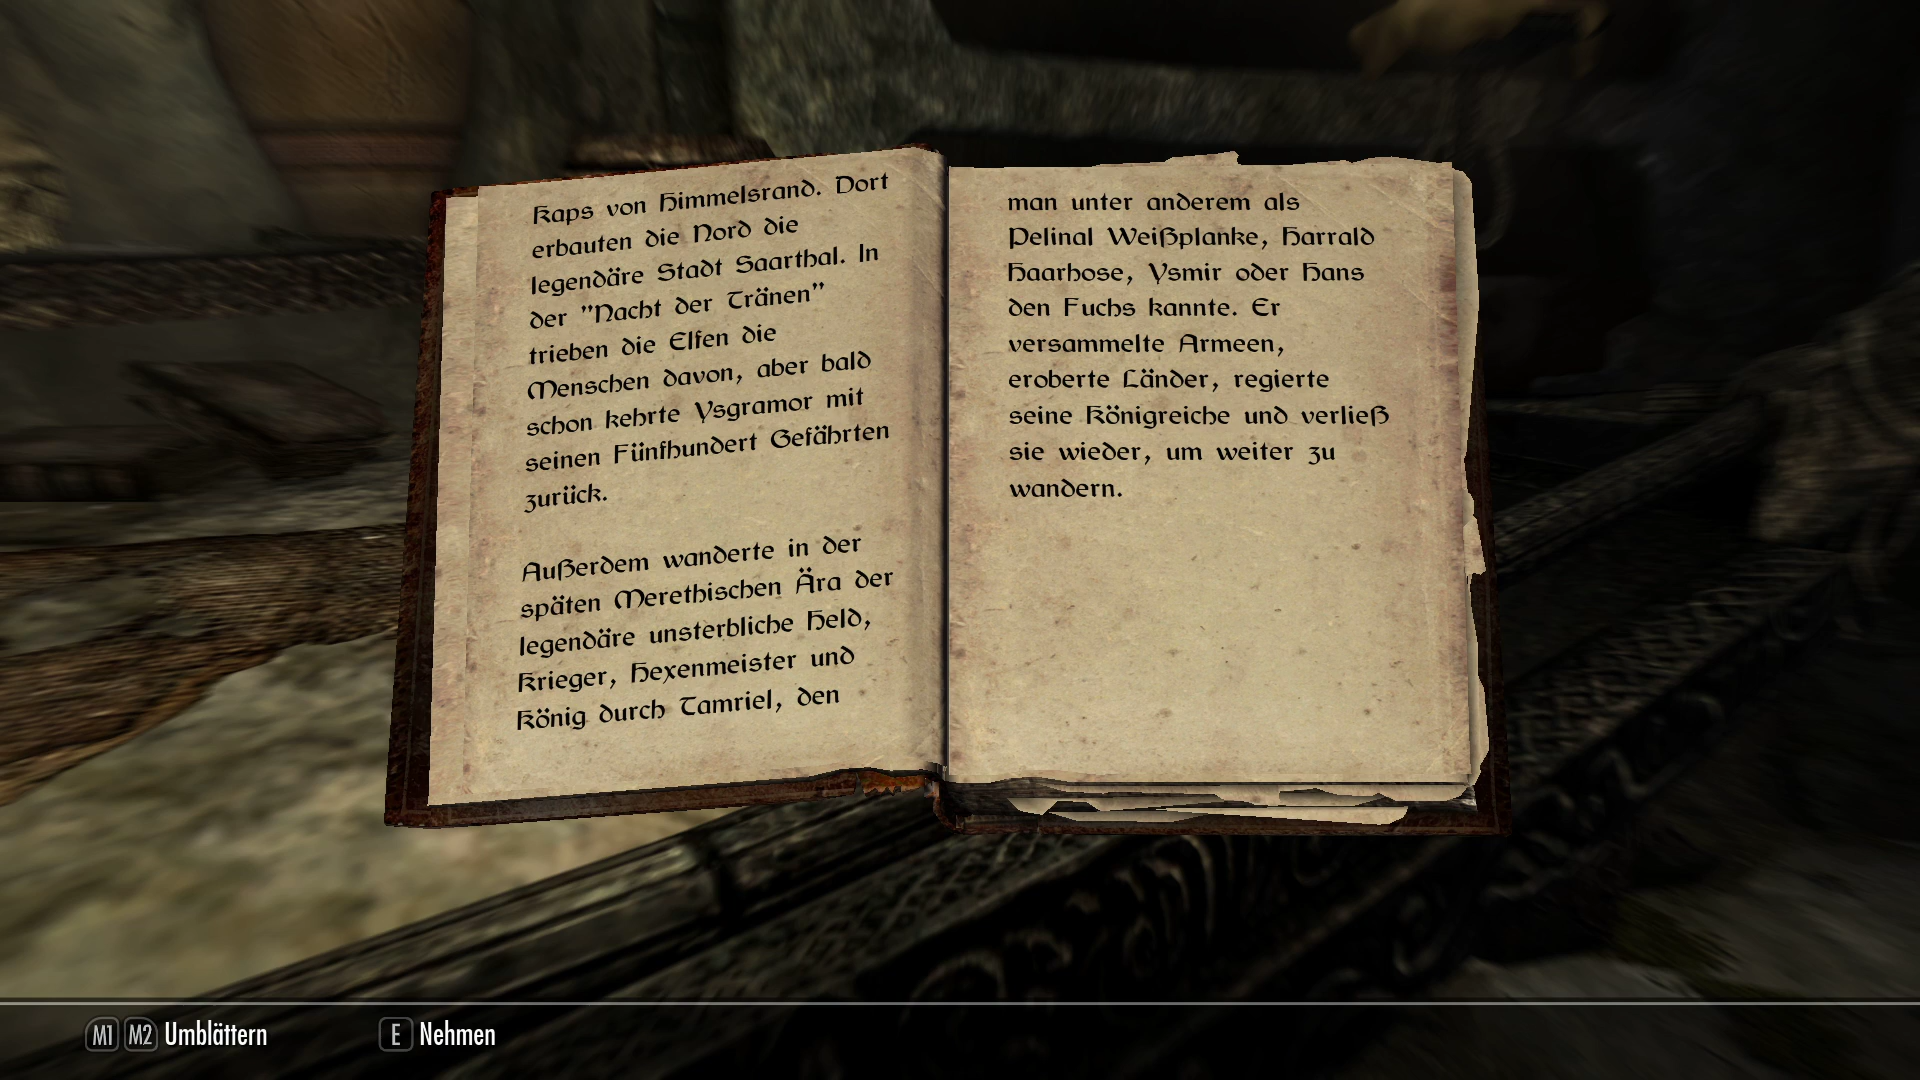 Kaps von Himmelsrand. Dort
erbauten die Nord die
legendäre Stadt Saarthal. In
der "Nacht der Tränen"
trieben die Elfen die
Menschen davon, aber bald
schon kehrte Ysgramor mit
seinen Fünfhundert Gefährten
zurück.
Außerdem wanderte in der
späten Merethischen Ära der
legendäre unsterbliche Held,
Krieger, Hexenmeister und
König durch Tamriel, den
man unter anderem als
Pelinal Weißplanke, Harrald
Haarhose, Ysmir oder Hans
den Fuchs kannte. Er
versammelte Armeen,
eroberte Länder, regierte
seine Königreiche und verließ
sie wieder, um weiter zu
wandern.
M1 M2 Umblättern
E Nehmen